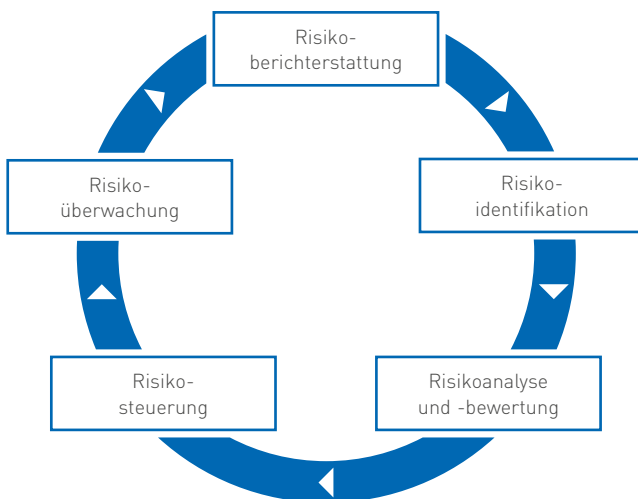 Risiko-
berichterstattung
Risiko-
überwachung
Risiko-
identifikation
Risiko-
steuerung
Risikoanalyse
und -bewertung